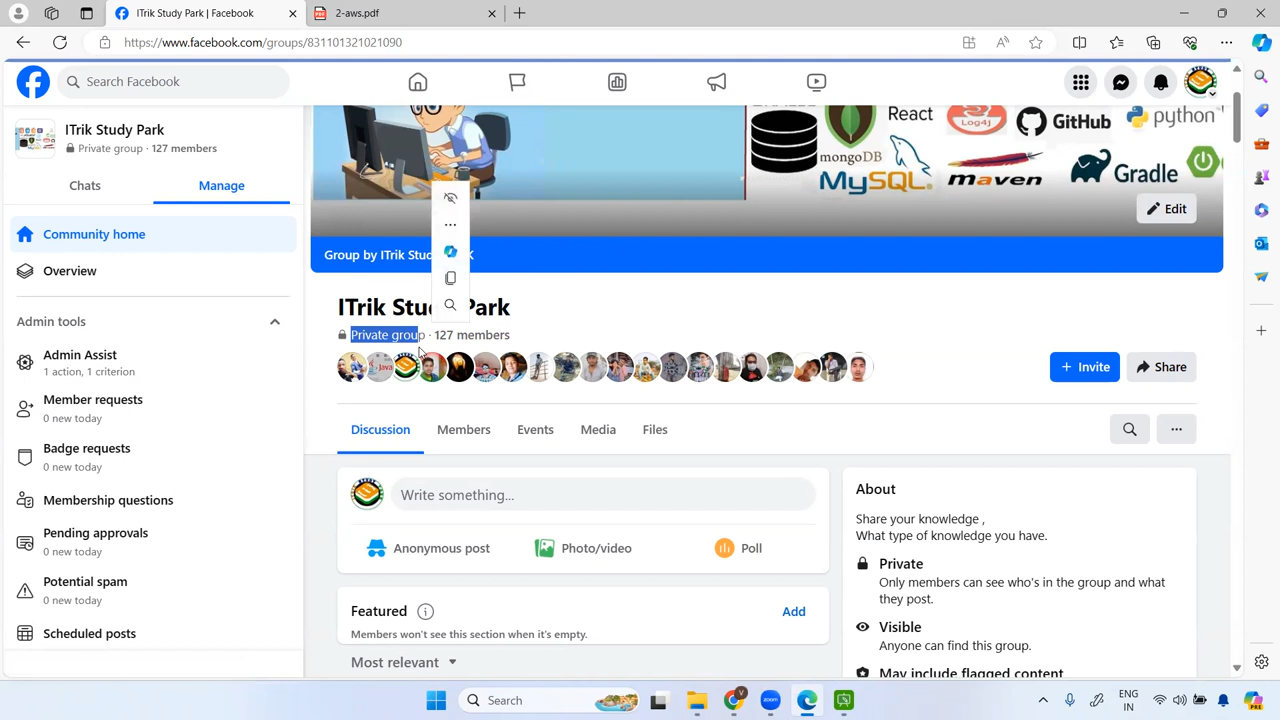 ITrik Study Park | Facebook
2-aws.pdf
https://www.facebook.com/groups/831101321021090
Search Facebook
ITrik Study Park
Private group · 127 members
Chats
Manage
Community home
Overview
Admin tools
Admin Assist
1 action, 1 criterion
Member requests
0 new today
Badge requests
0 new today
Membership questions
Pending approvals
0 new today
Potential spam
0 new today
Scheduled posts
React
Log4j
GitHub
python
mongoDB
MySQL
maven
Gradle
Edit
Group by ITrik Stu K
ITrik Stu Park
Private group · 127 members
Java
Invite
Share
Discussion
Members
Events
Media
Files
Write something...
Anonymous post
Photo/video
Poll
Featured
Add
Members won't see this section when it's empty.
Most relevant
About
Share your knowledge ,
What type of knowledge you have.
Private
Only members can see who's in the group and what
they post.
Visible
Anyone can find this group.
May include flagged content
Search
zoom
V
ENG
IN
PRE